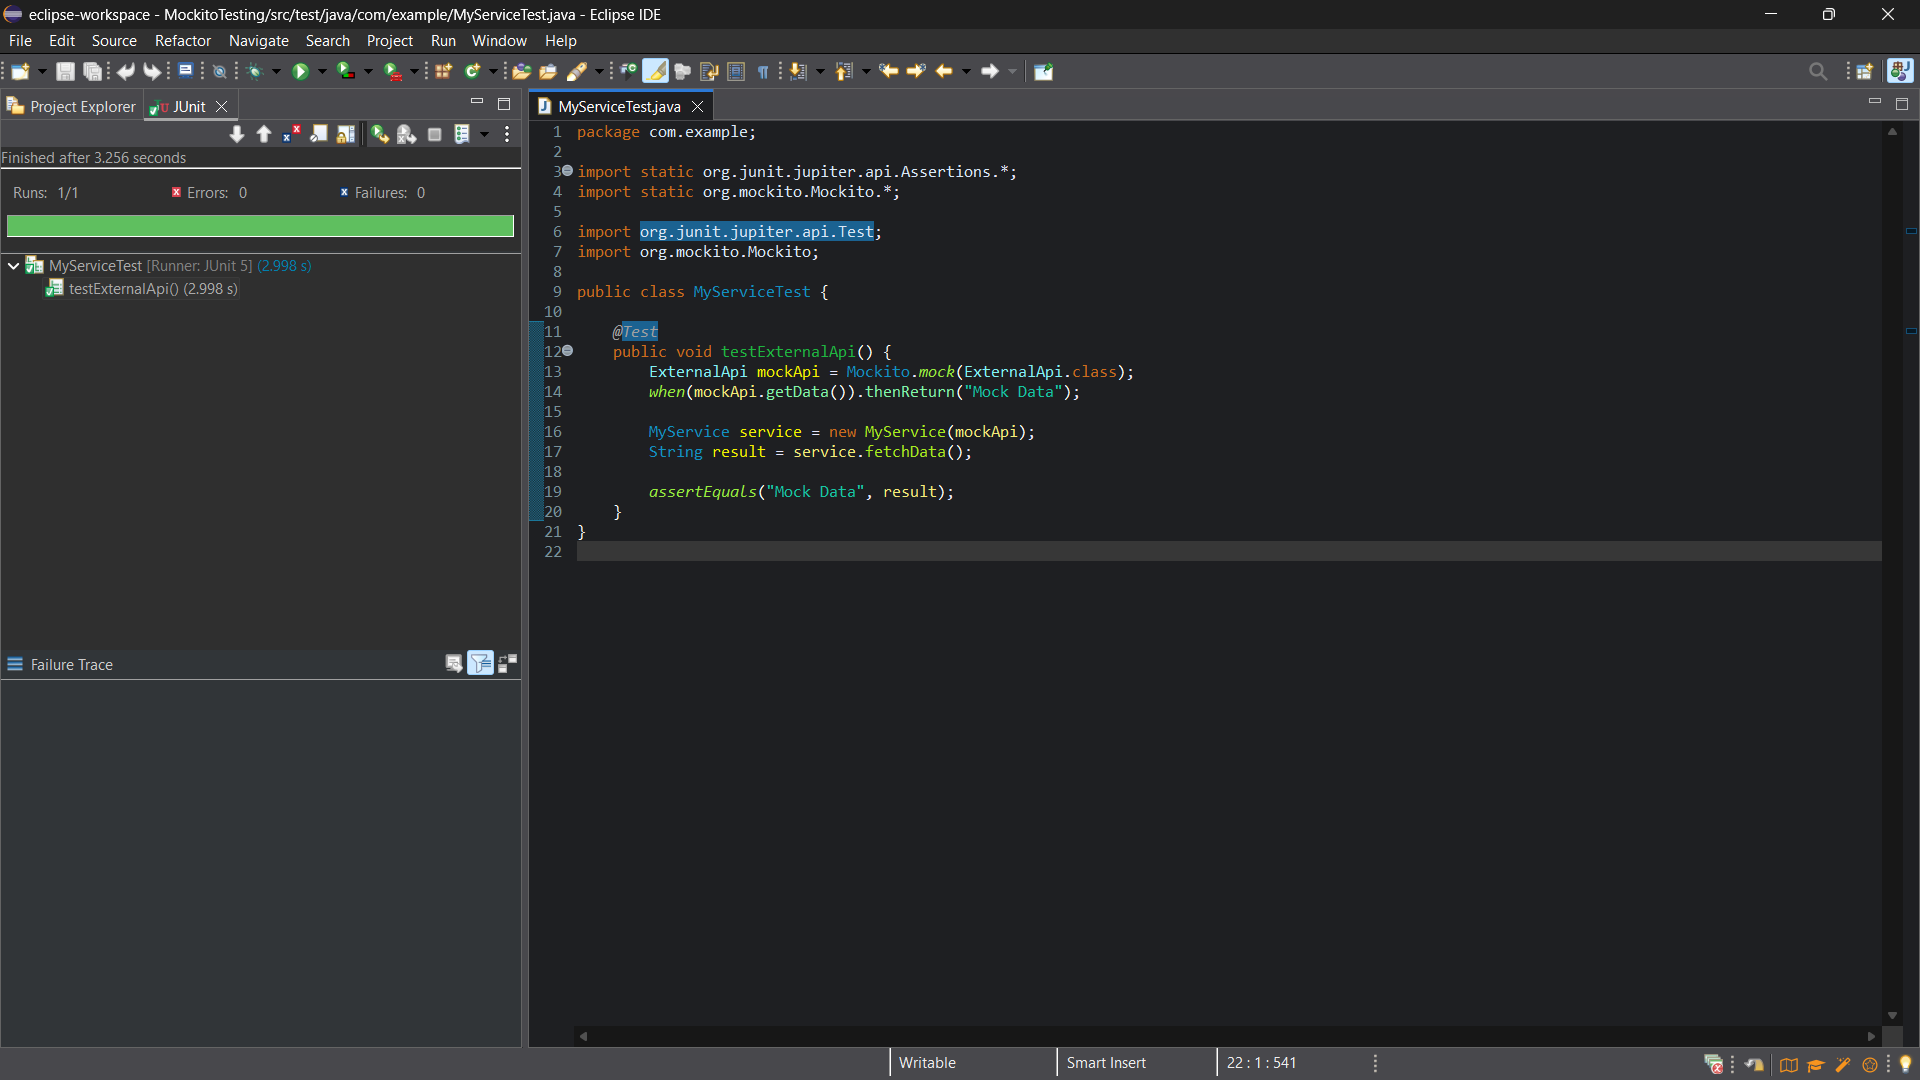 eclipse-workspace - MockitoTesting/src/test/java/com/example/MyServiceTest.java - Eclipse IDE
File Edit Source Refactor Navigate Search Project Run Window Help
Project Explorer JUnit
Finished after 3.256 seconds
Runs: 1/1 Errors: 0 Failures: 0
MyServiceTest [Runner: JUnit 5] (2.998 s)
testExternalApi() (2.998 s)
Failure Trace
MyServiceTest.java
1 package com.example;
2
3 import static org.junit.jupiter.api.Assertions.*;
4 import static org.mockito.Mockito.*;
5
6 import org.junit.jupiter.api.Test;
7 import org.mockito.Mockito;
8
9 public class MyServiceTest {
10
11     @Test
12     public void testExternalApi() {
13         ExternalApi mockApi = Mockito.mock(ExternalApi.class);
14         when(mockApi.getData()).thenReturn("Mock Data");
15
16         MyService service = new MyService(mockApi);
17         String result = service.fetchData();
18
19         assertEquals("Mock Data", result);
20     }
21 }
22
Writable Smart Insert 22 : 1 : 541